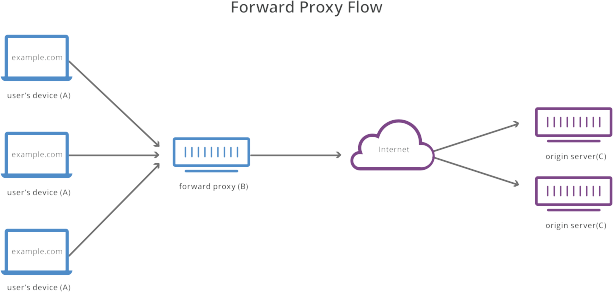 Forward Proxy Flow
example.com
user's device (A)
example.com
user's device (A)
example.com
user's device (A)
forward proxy (B)
Internet
origin server(C)
origin server(C)